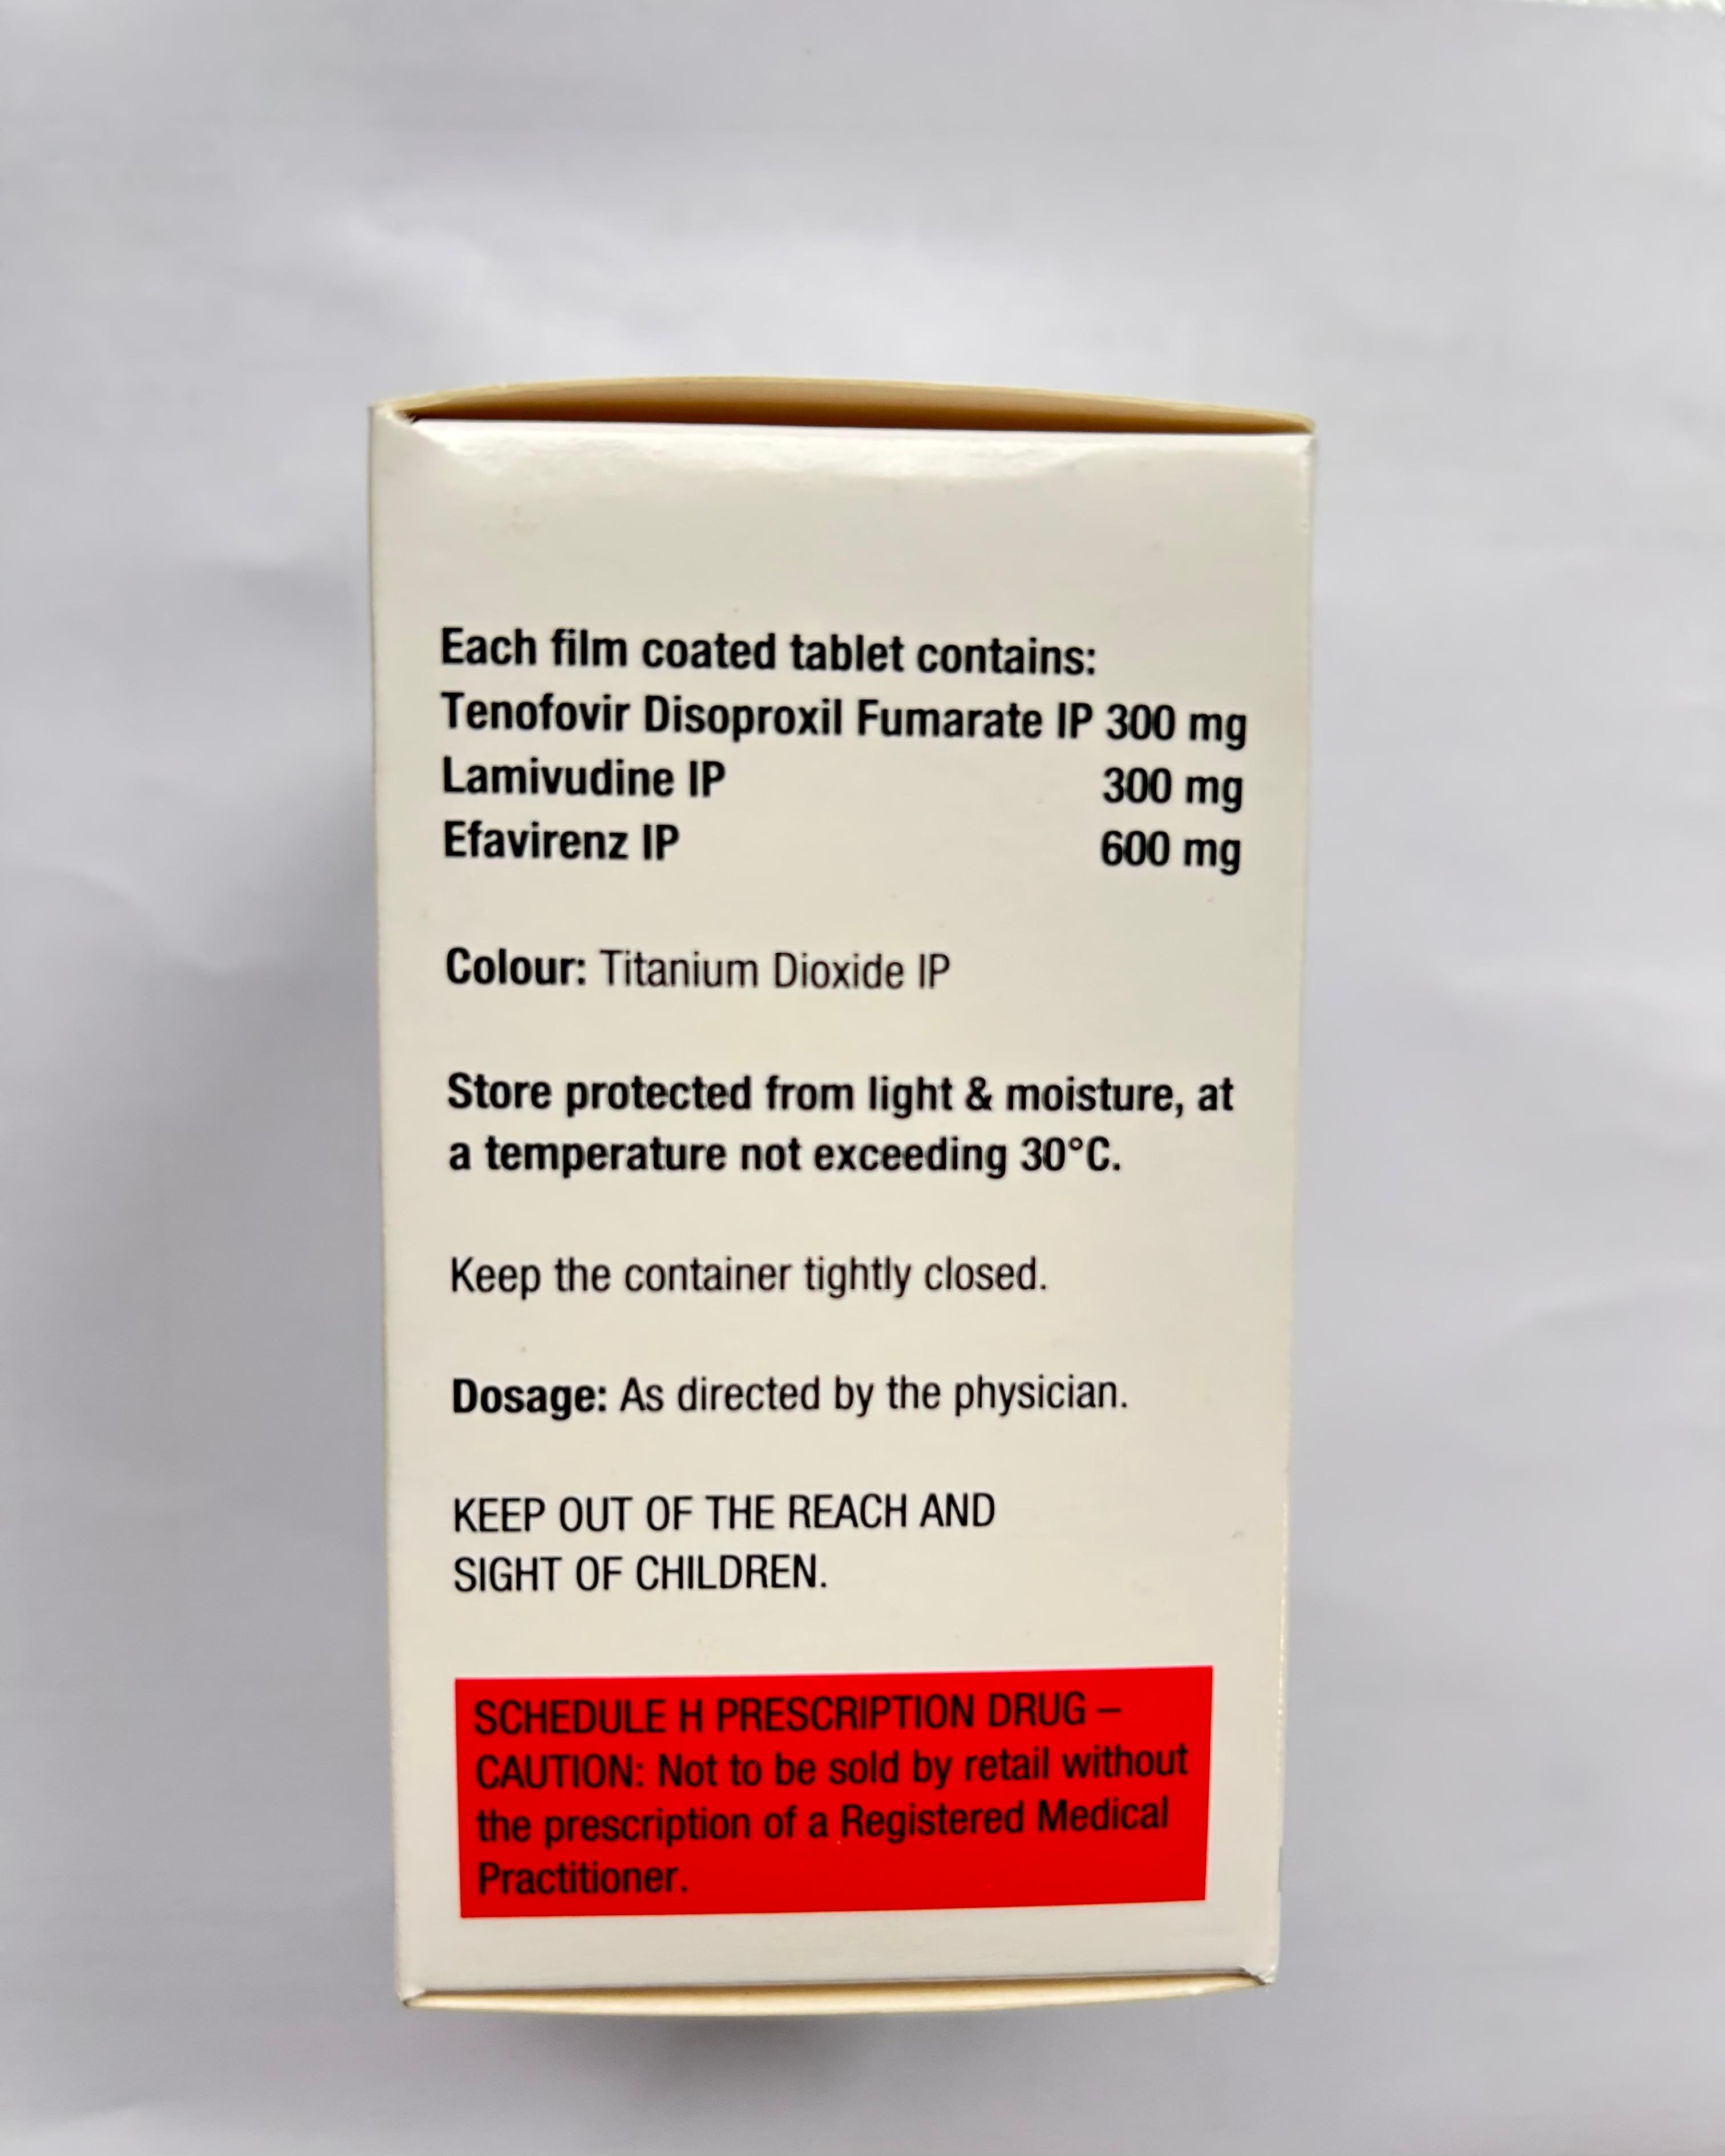 Each film coated tablet contains:
Tenofovir Disoproxil Fumarate IP 300 mg
Lamivudine IP 300 mg
Efavirenz IP 600 mg
Colour: Titanium Dioxide IP
Store protected from light & moisture, at
a temperature not exceeding 30°C.
Keep the container tightly closed.
Dosage: As directed by the physician.
KEEP OUT OF THE REACH AND
SIGHT OF CHILDREN.
SCHEDULE H PRESCRIPTION DRUG –
CAUTION: Not to be sold by retail without
the prescription of a Registered Medical
Practitioner.